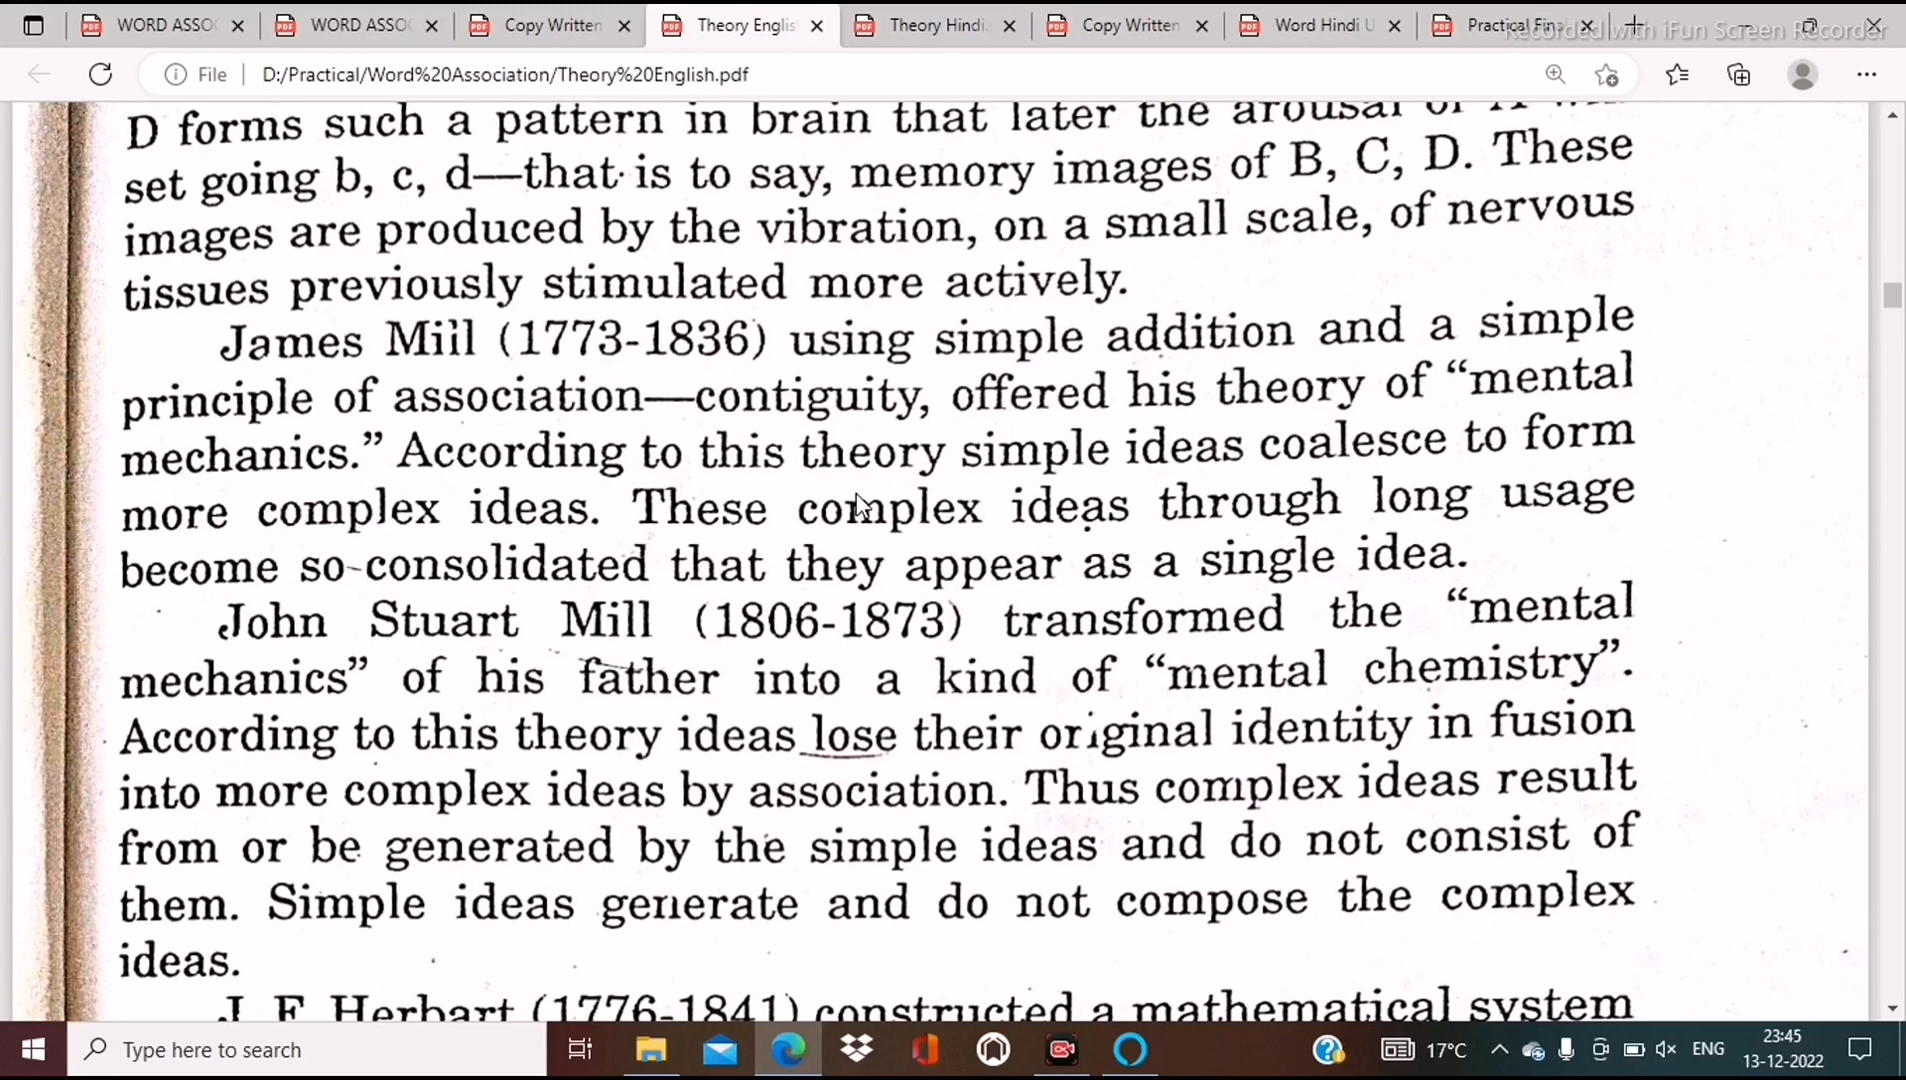 WORD ASSO
WORD ASSO
Copy Written
Theory Englis
Theory Hindi.
Copy Written
Word Hindi U
Practical Fina
Recorded with iFun Screen Recorder
File
D:/Practical/Word%20Association/Theory%20English.pdf
D forms such a pattern in brain that later the arousal of A will
set going b, c, d—that is to say, memory images of B, C, D. These
images are produced by the vibration, on a small scale, of nervous
tissues previously stimulated more actively.
James Mill (1773-1836) using simple addition and a simple
principle of association—contiguity, offered his theory of “mental
mechanics.” According to this theory simple ideas coalesce to form
more complex ideas. These complex ideas through long usage
become so consolidated that they appear as a single idea.
John Stuart Mill (1806-1873) transformed the “mental
mechanics” of his father into a kind of “mental chemistry”.
According to this theory ideas lose their original identity in fusion
into more complex ideas by association. Thus complex ideas result
from or be generated by the simple ideas and do not consist of
them. Simple ideas generate and do not compose the complex
ideas.
J. F. Herbart (1776-1841) constructed a mathematical system
Type here to search
17°C
ENG
23:45
13-12-2022